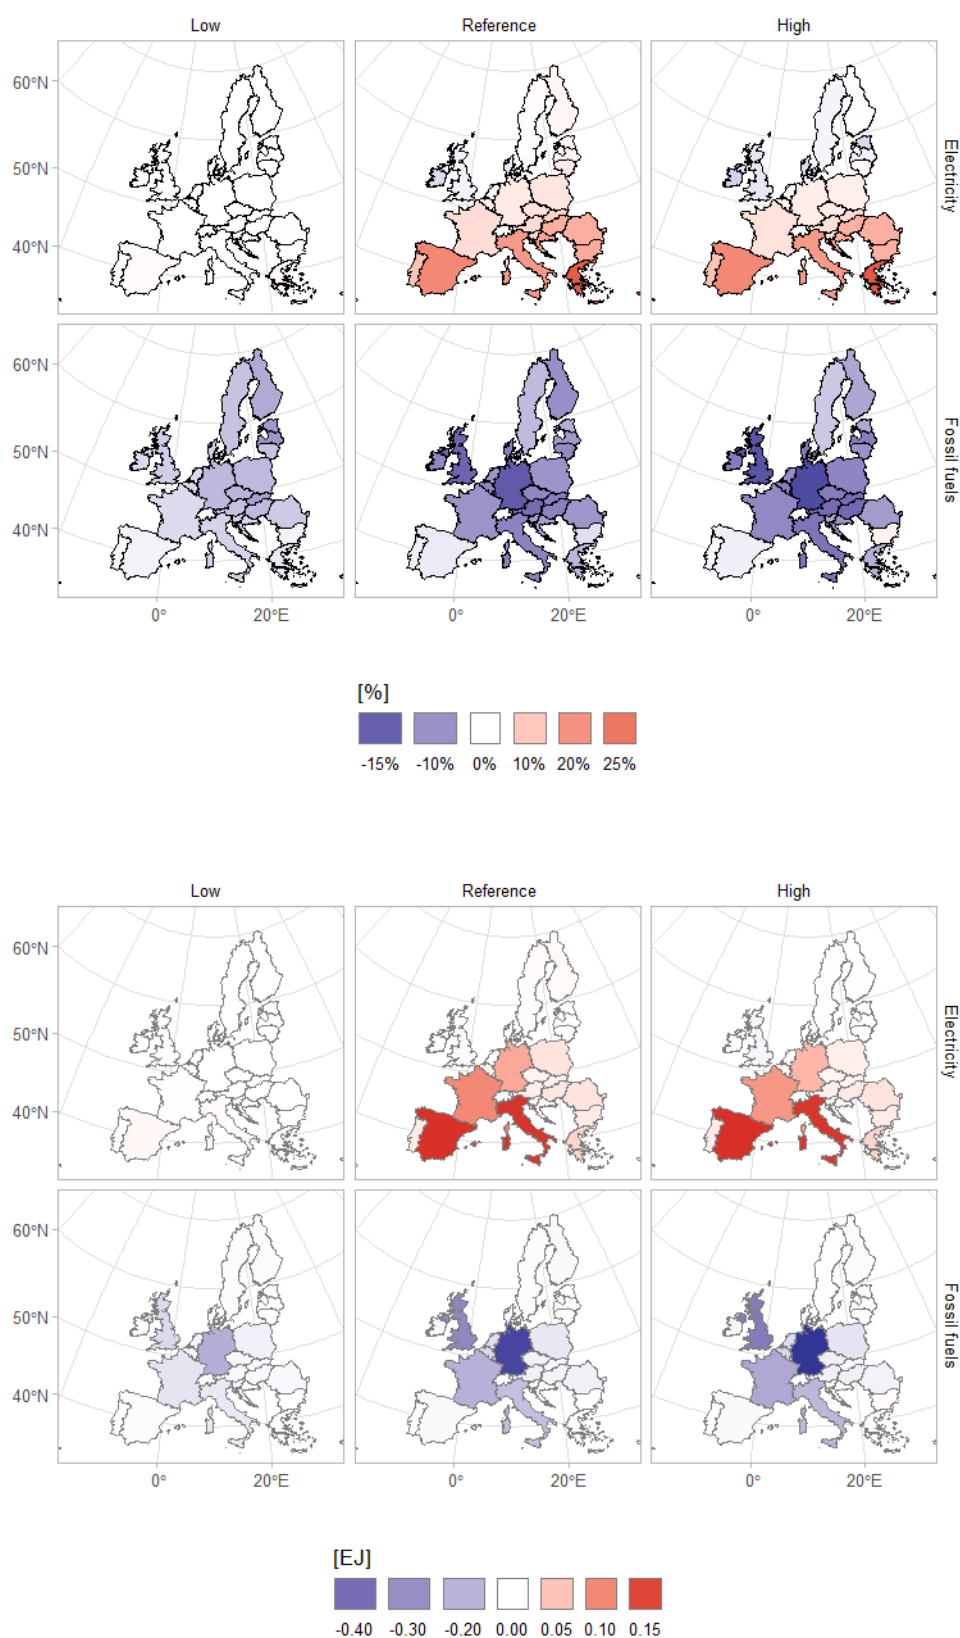 Low Reference High
60°N
50°N
40°N
Electricity
60°N
50°N
40°N
Fossil fuels
0° 20°E 0° 20°E 0° 20°E
[%]
-15% -10% 0% 10% 20% 25%
Low Reference High
60°N
50°N
40°N
Electricity
60°N
50°N
40°N
Fossil fuels
0° 20°E 0° 20°E 0° 20°E
[EJ]
-0.40 -0.30 -0.20 0.00 0.05 0.10 0.15